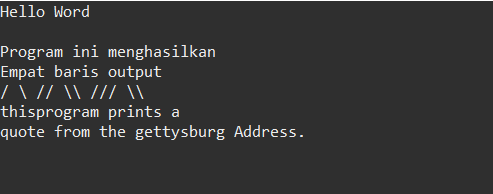 Hello Word
Program ini menghasilkan
Empat baris output
/ \ // \\ /// \\
thisprogram prints a
quote from the gettysburg Address.